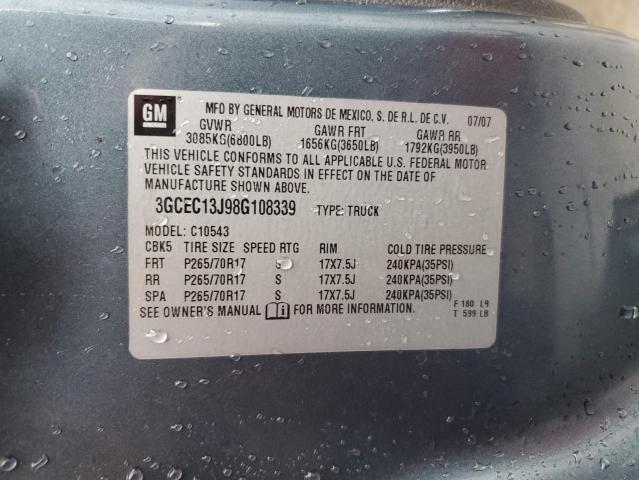 GM MFD BY GENERAL MOTORS DE MEXICO, S. DE R.L. DE C.V. 07/07
GVWR GAWR FRT GAWR RR
3085KG(6800LB) 1656KG(3650LB) 1792KG(3950LB)
THIS VEHICLE CONFORMS TO ALL APPLICABLE U.S. FEDERAL MOTOR
VEHICLE SAFETY STANDARDS IN EFFECT ON THE DATE OF
MANUFACTURE SHOWN ABOVE.
3GCEC13J98G108339 TYPE: TRUCK
MODEL: C10543
CBK5 TIRE SIZE SPEED RTG RIM COLD TIRE PRESSURE
FRT P265/70R17 S 17X7.5J 240KPA(35PSI)
RR P265/70R17 S 17X7.5J 240KPA(35PSI)
SPA P265/70R17 S 17X7.5J 240KPA(35PSI)
SEE OWNER'S MANUAL FOR MORE INFORMATION. F 180 LB
T 599 LB